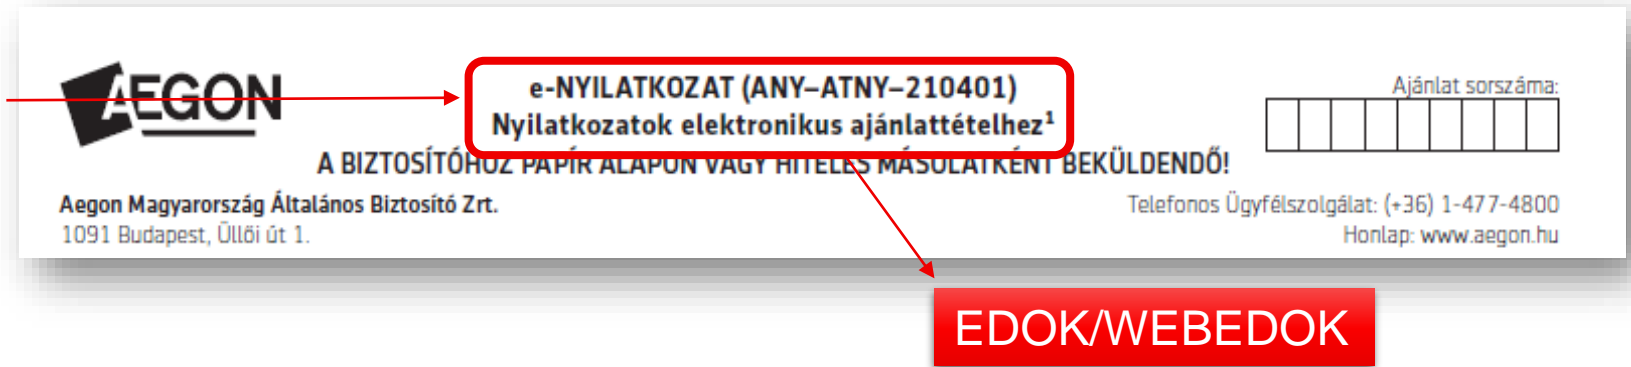 AEGON
e-NYILATKOZAT (ANY–ATNY–210401)
Nyilatkozatok elektronikus ajánlattételhez¹
Ajánlat sorszáma:
A BIZTOSÍTÓHOZ PAPÍR ALAPON VAGY HITELES MÁSOLATKÉNT BEKÜLDENDŐ!
Aegon Magyarország Általános Biztosító Zrt.
1091 Budapest, Üllői út 1.
Telefonos Ügyfélszolgálat: (+36) 1-477-4800
Honlap: www.aegon.hu
EDOK/WEBEDOK